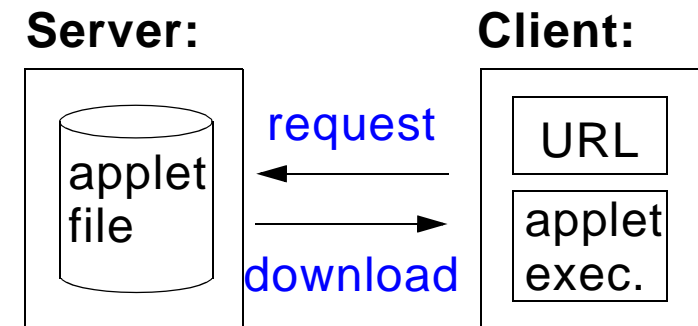 Server:
Client:
request
URL
applet
file
applet
exec.
download